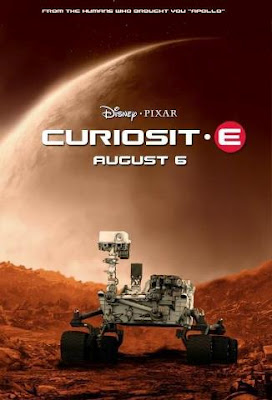 FROM THE HUMANS WHO BROUGHT YOU "APOLLO"
DISNEY · PIXAR
CURIOSIT·E
AUGUST 6